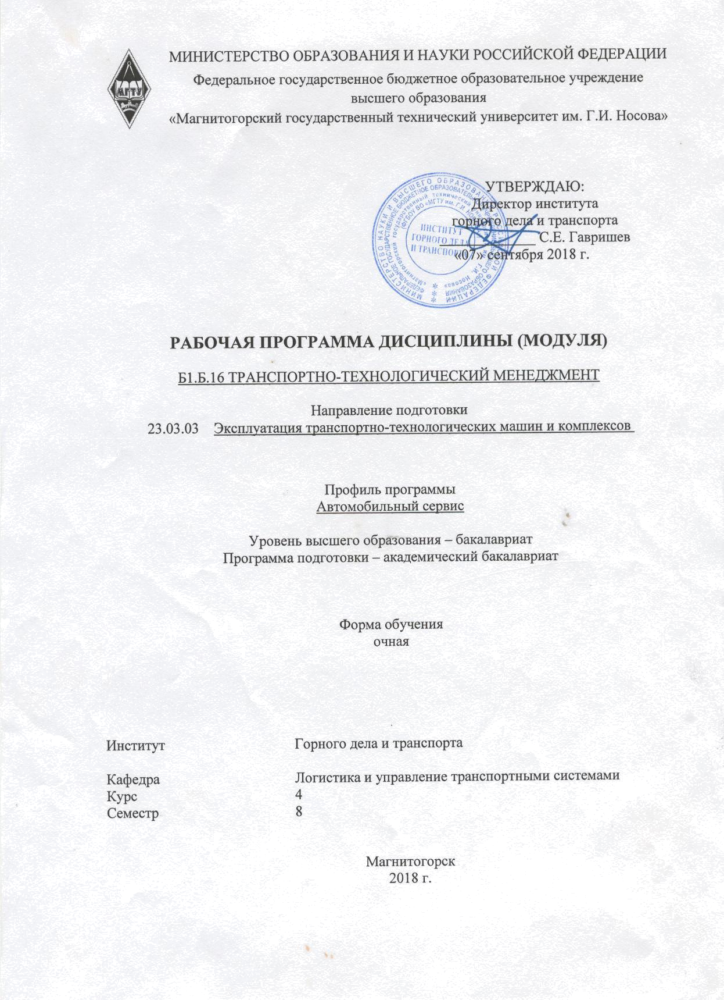 МИНИСТЕРСТВО ОБРАЗОВАНИЯ И НАУКИ РОССИЙСКОЙ ФЕДЕРАЦИИ
Федеральное государственное бюджетное образовательное учреждение
высшего образования
«Магнитогорский государственный технический университет им. Г.И. Носова»
МГТУ
УТВЕРЖДАЮ:
Директор института
горного дела и транспорта
С.Е. Гавришев
«07» сентября 2018 г.
ИНСТИТУТ
ГОРНОГО ДЕЛА
И ТРАНСПОРТА
РАБОЧАЯ ПРОГРАММА ДИСЦИПЛИНЫ (МОДУЛЯ)
Б1.Б.16 ТРАНСПОРТНО-ТЕХНОЛОГИЧЕСКИЙ МЕНЕДЖМЕНТ
Направление подготовки
23.03.03 Эксплуатация транспортно-технологических машин и комплексов
Профиль программы
Автомобильный сервис
Уровень высшего образования – бакалавриат
Программа подготовки – академический бакалавриат
Форма обучения
очная
Институт Горного дела и транспорта
Кафедра Логистика и управление транспортными системами
Курс 4
Семестр 8
Магнитогорск
2018 г.